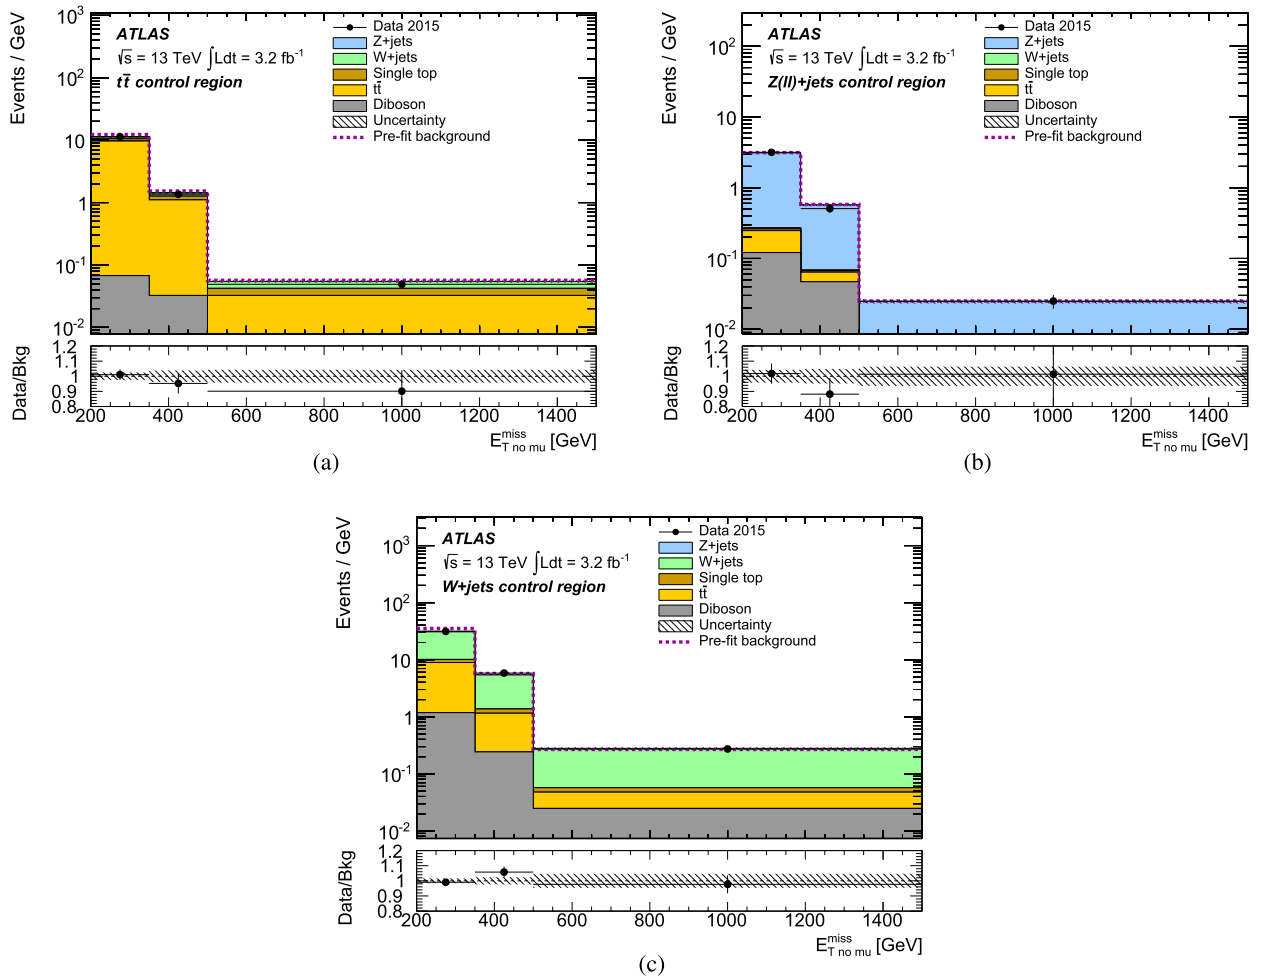 Events / GeV
10³
10²
10
1
10⁻¹
10⁻²
ATLAS
√s = 13 TeV ∫Ldt = 3.2 fb⁻¹
tt̄ control region
Data 2015
Z+jets
W+jets
Single top
tt̄
Diboson
Uncertainty
Pre-fit background
Data/Bkg
1.2
1.1
1
0.9
0.8
200 400 600 800 1000 1200 1400
E_T no mu^miss [GeV]
(a)
Events / GeV
10²
10
1
10⁻¹
10⁻²
ATLAS
√s = 13 TeV ∫Ldt = 3.2 fb⁻¹
Z(ll)+jets control region
Data 2015
Z+jets
W+jets
Single top
tt̄
Diboson
Uncertainty
Pre-fit background
Data/Bkg
1.2
1.1
1
0.9
0.8
200 400 600 800 1000 1200 1400
E_T no mu^miss [GeV]
(b)
Events / GeV
10³
10²
10
1
10⁻¹
10⁻²
ATLAS
√s = 13 TeV ∫Ldt = 3.2 fb⁻¹
W+jets control region
Data 2015
Z+jets
W+jets
Single top
tt̄
Diboson
Uncertainty
Pre-fit background
Data/Bkg
1.2
1.1
1
0.9
0.8
200 400 600 800 1000 1200 1400
E_T no mu^miss [GeV]
(c)